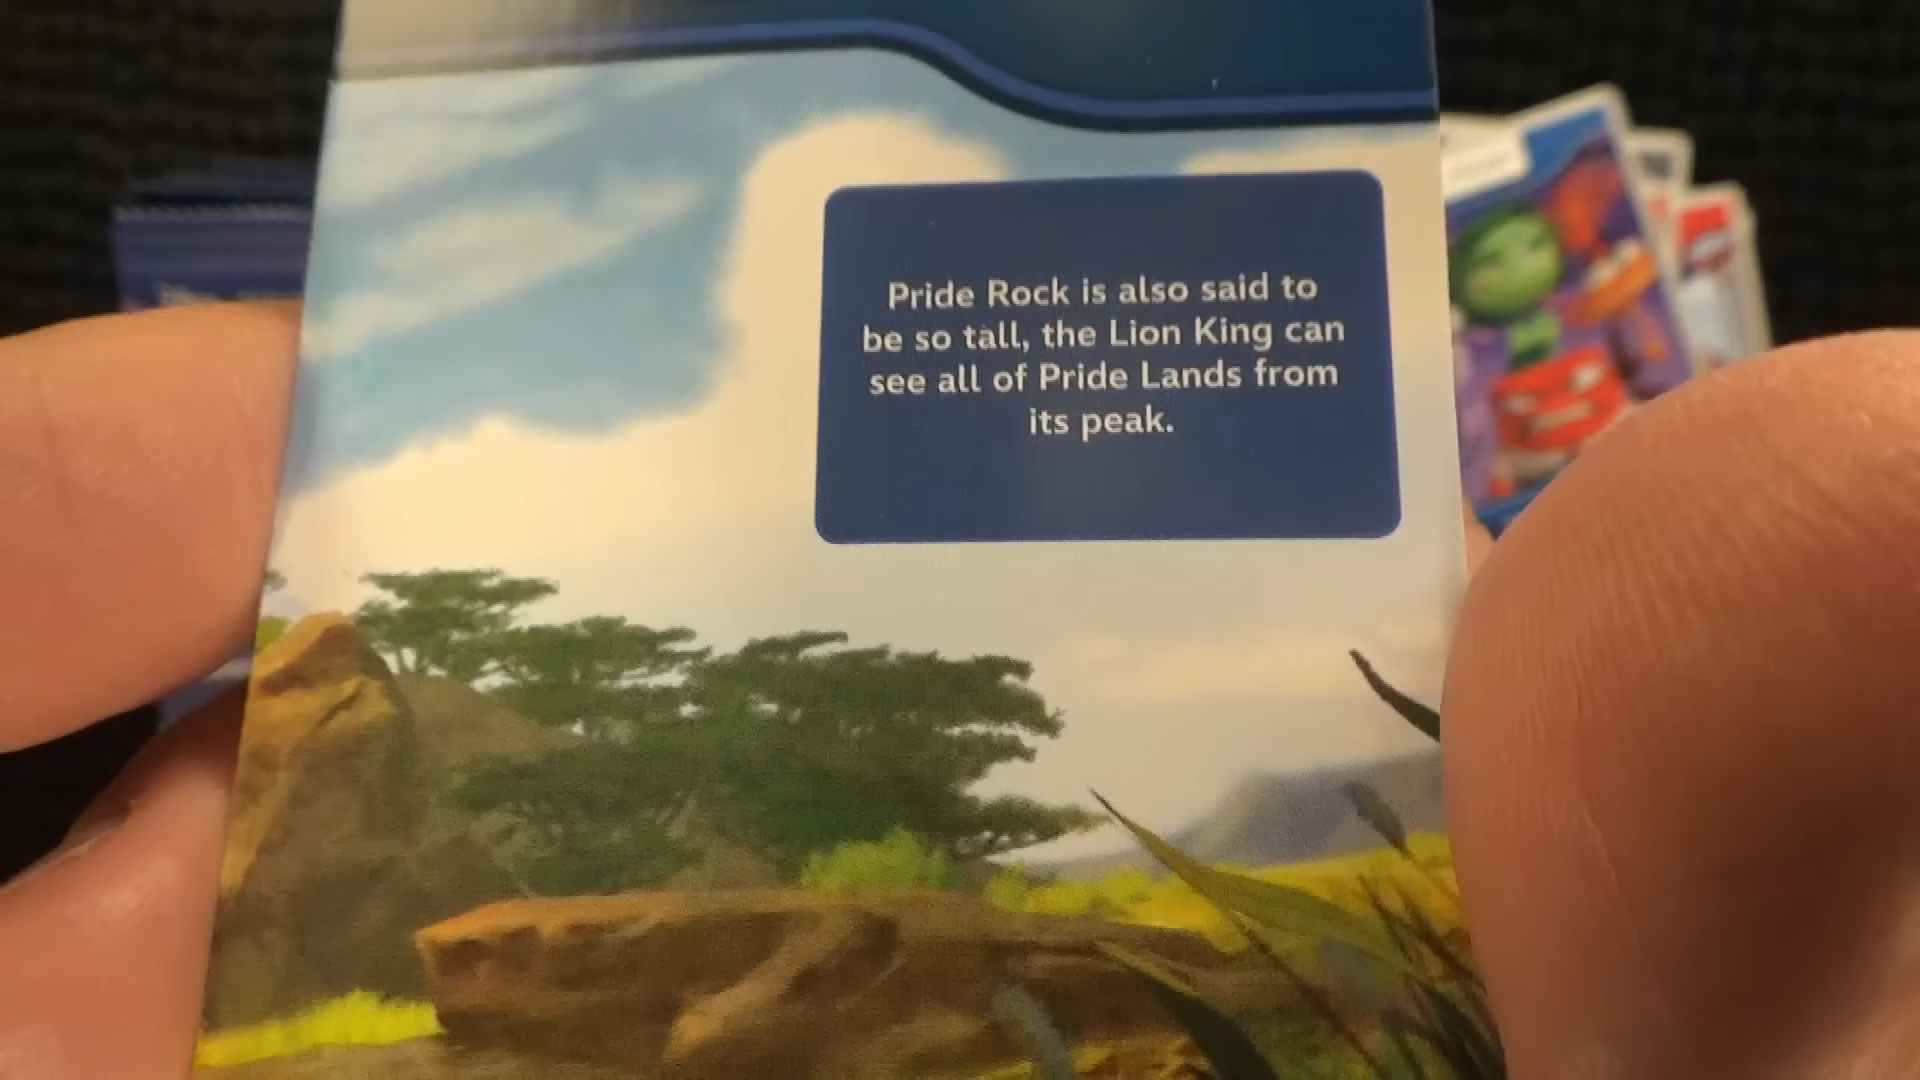 Pride Rock is also said to
be so tall, the Lion King can
see all of Pride Lands from
its peak.